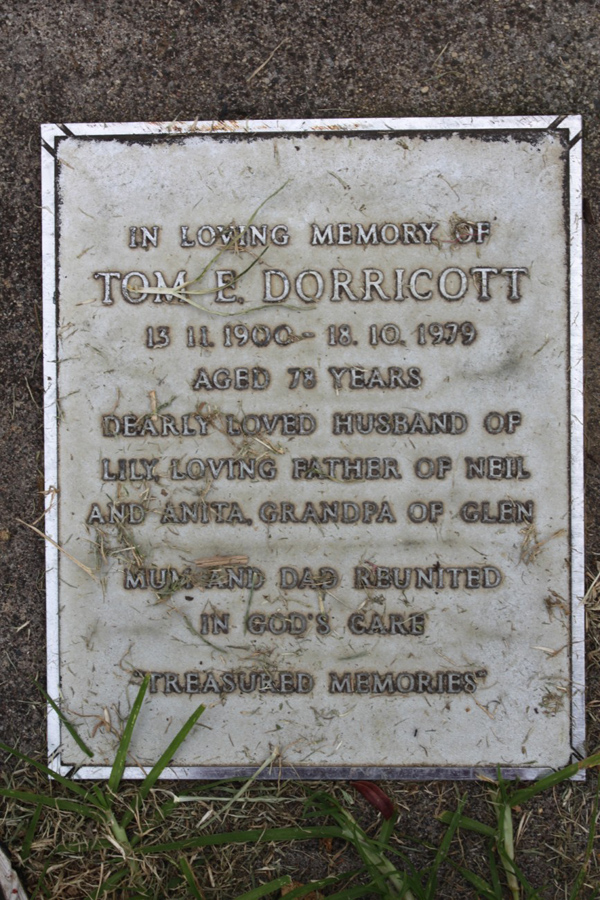 IN LOVING MEMORY OF
TOM E. DORRICOTT
13 11. 1900 - 18. 10. 1979
AGED 78 YEARS
DEARLY LOVED HUSBAND OF
LILY, LOVING FATHER OF NEIL
AND ANITA, GRANDPA OF GLEN
MUM AND DAD REUNITED
IN GOD'S CARE
"TREASURED MEMORIES"